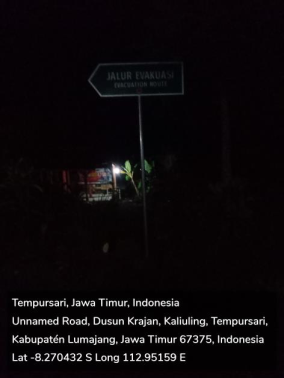 JALUR EVAKUASI
EVACUATION ROUTE
Tempursari, Jawa Timur, Indonesia
Unnamed Road, Dusun Krajan, Kaliuling, Tempursari,
Kabupatén Lumajang, Jawa Timur 67375, Indonesia
Lat -8.270432 S Long 112.95159 E